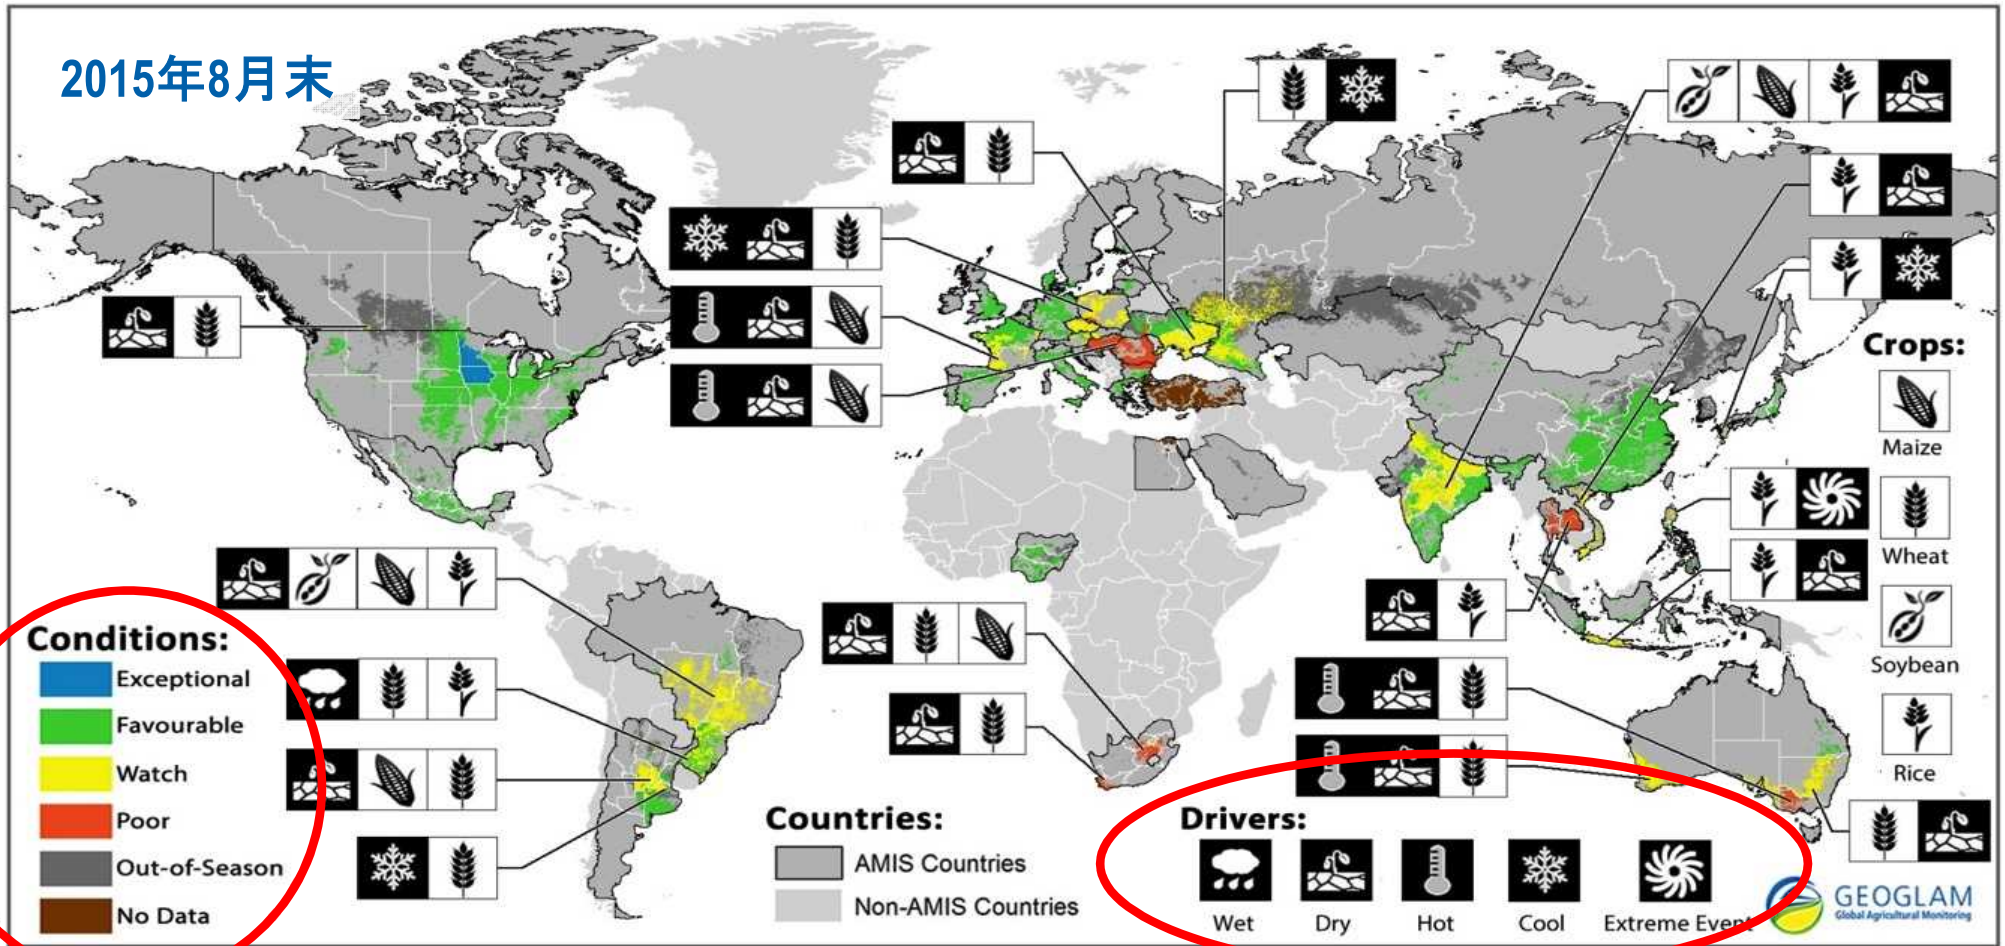 2015年8月末
Crops:
Maize
Wheat
Soybean
Rice
Conditions:
Exceptional
Favourable
Watch
Poor
Out-of-Season
No Data
Countries:
AMIS Countries
Non-AMIS Countries
Drivers:
Wet
Dry
Hot
Cool
Extreme Event
GEOGLAM
Global Agricultural Monitoring